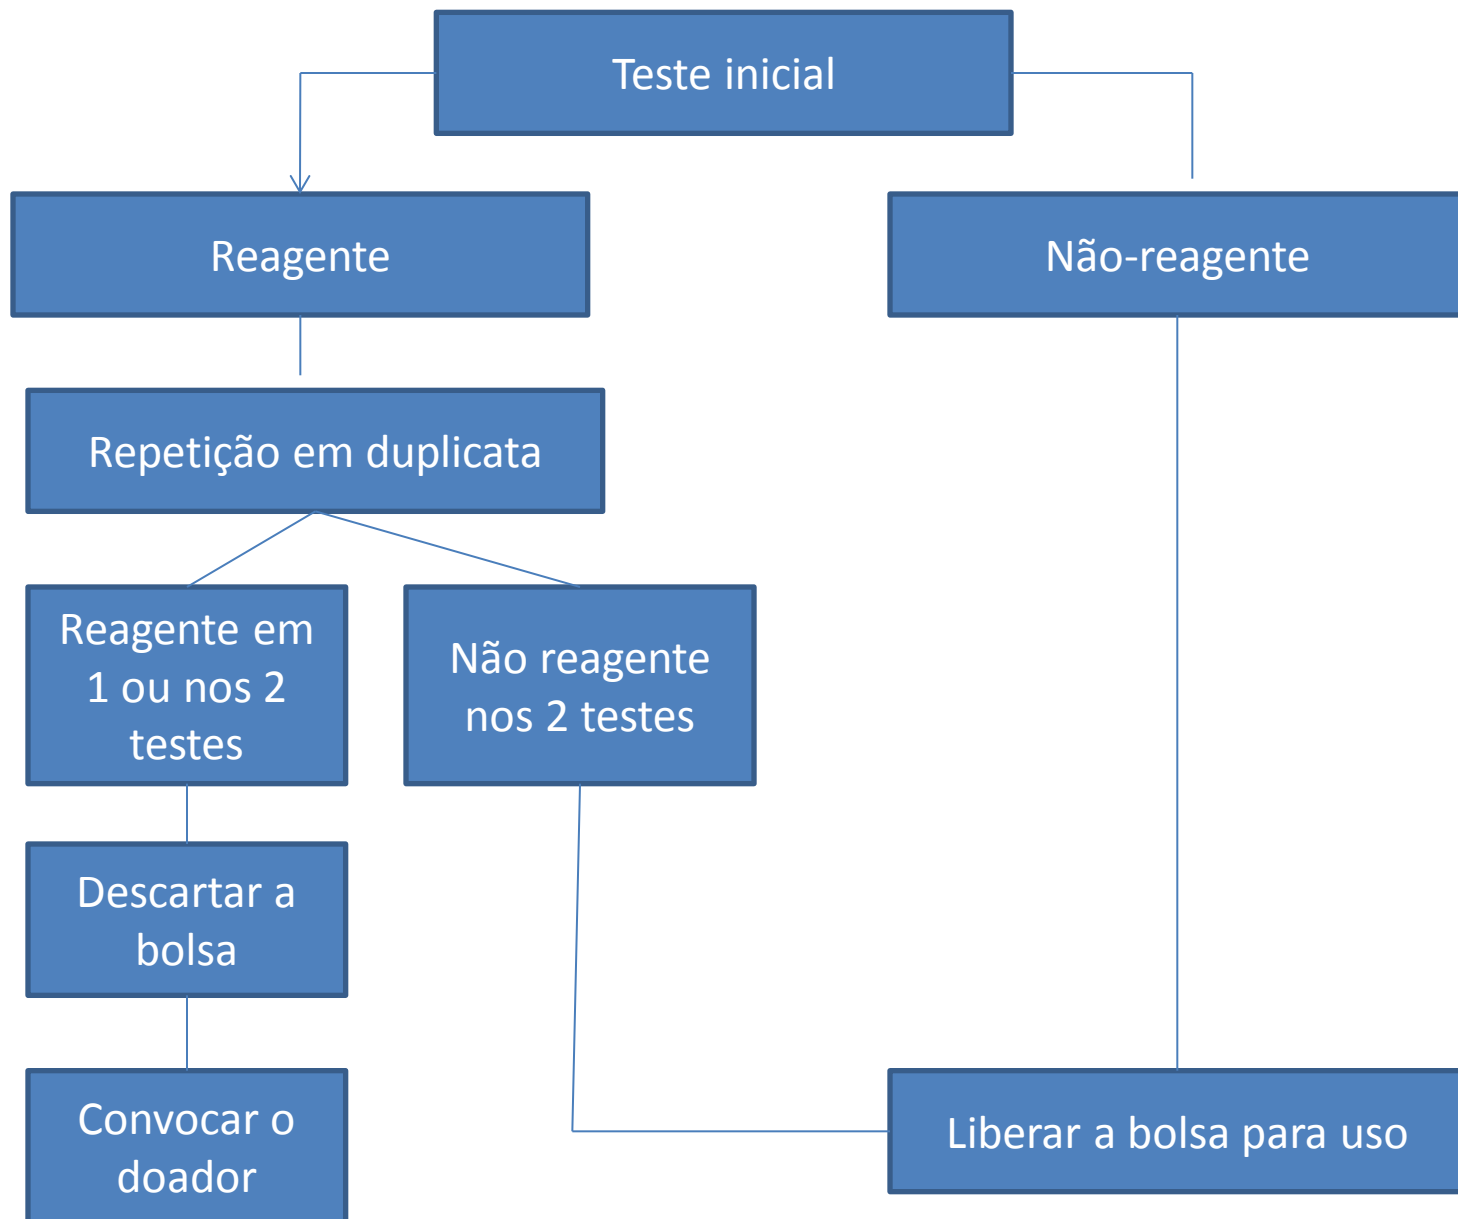 Teste inicial
Reagente
Não-reagente
Repetição em duplicata
Reagente em
1 ou nos 2
testes
Não reagente
nos 2 testes
Descartar a
bolsa
Convocar o
doador
Liberar a bolsa para uso